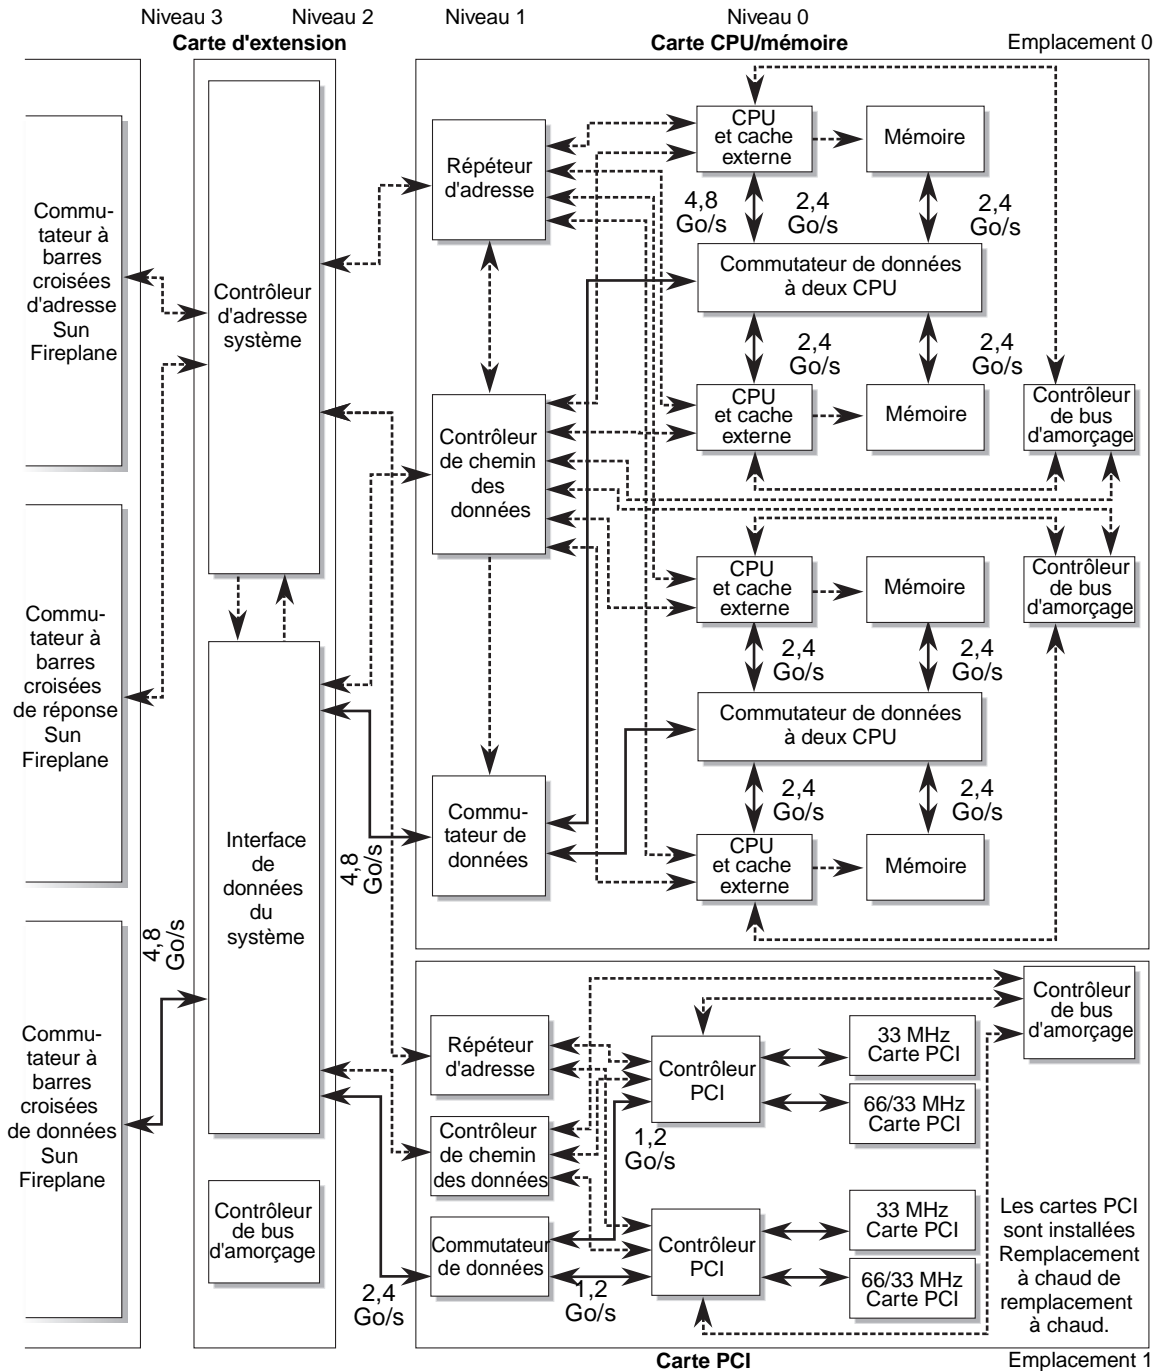 Niveau 3
Niveau 2
Niveau 1
Niveau 0
Carte d'extension
Carte CPU/mémoire
Emplacement 0
Commu-
tateur à
barres
croisées
d'adresse
Sun
Fireplane
Commu-
tateur à
barres
croisées
de réponse
Sun
Fireplane
Commu-
tateur à
barres
croisées
de données
Sun
Fireplane
4,8
Go/s
Contrôleur
d'adresse
système
Interface
de
données
du
système
Contrôleur
de bus
d'amorçage
4,8
Go/s
2,4
Go/s
Répéteur
d'adresse
Contrôleur
de chemin
des
données
Commu-
tateur de
données
CPU
et cache
externe
Mémoire
4,8
Go/s
2,4
Go/s
2,4
Go/s
Commutateur de données
à deux CPU
2,4
Go/s
2,4
Go/s
CPU
et cache
externe
Mémoire
Contrôleur
de bus
d'amorçage
CPU
et cache
externe
Mémoire
Contrôleur
de bus
d'amorçage
2,4
Go/s
2,4
Go/s
Commutateur de données
à deux CPU
2,4
Go/s
2,4
Go/s
CPU
et cache
externe
Mémoire
Répéteur
d'adresse
Contrôleur
de chemin
des données
Commutateur
de données
1,2
Go/s
1,2
Go/s
Contrôleur
PCI
33 MHz
Carte PCI
66/33 MHz
Carte PCI
Contrôleur
de bus
d'amorçage
Contrôleur
PCI
33 MHz
Carte PCI
66/33 MHz
Carte PCI
Les cartes PCI
sont installées
Remplacement
à chaud de
remplacement
à chaud.
Carte PCI
Emplacement 1